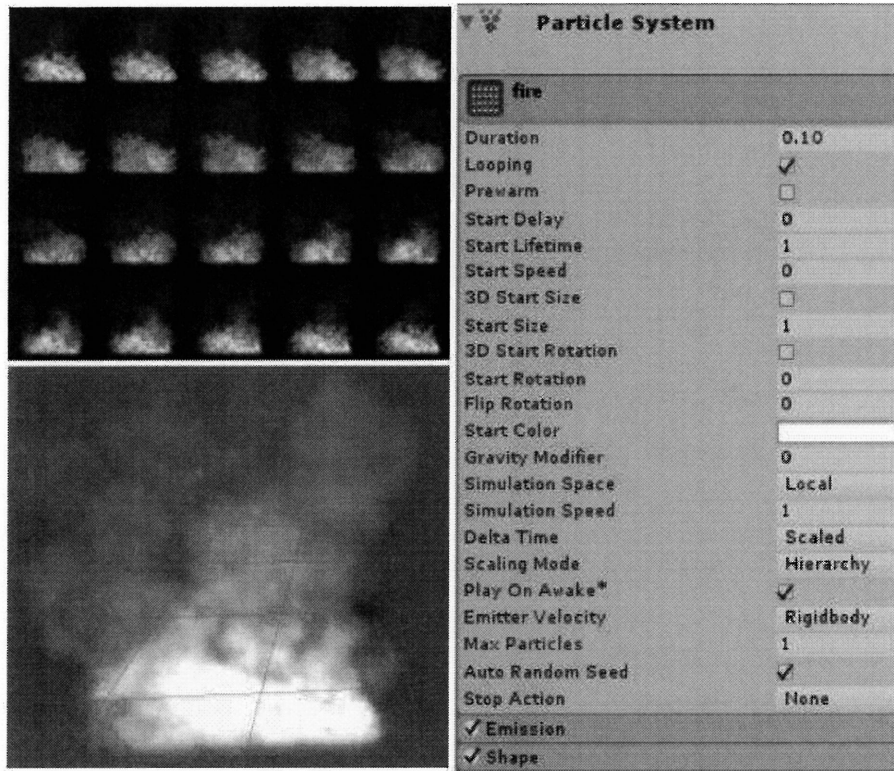 Particle System
fire
Duration 0.10
Looping
Prewarm
Start Delay 0
Start Lifetime 1
Start Speed 0
3D Start Size
Start Size 1
3D Start Rotation
Start Rotation 0
Flip Rotation 0
Start Color
Gravity Modifier 0
Simulation Space Local
Simulation Speed 1
Delta Time Scaled
Scaling Mode Hierarchy
Play On Awake*
Emitter Velocity Rigidbody
Max Particles 1
Auto Random Seed
Stop Action None
Emission
Shape